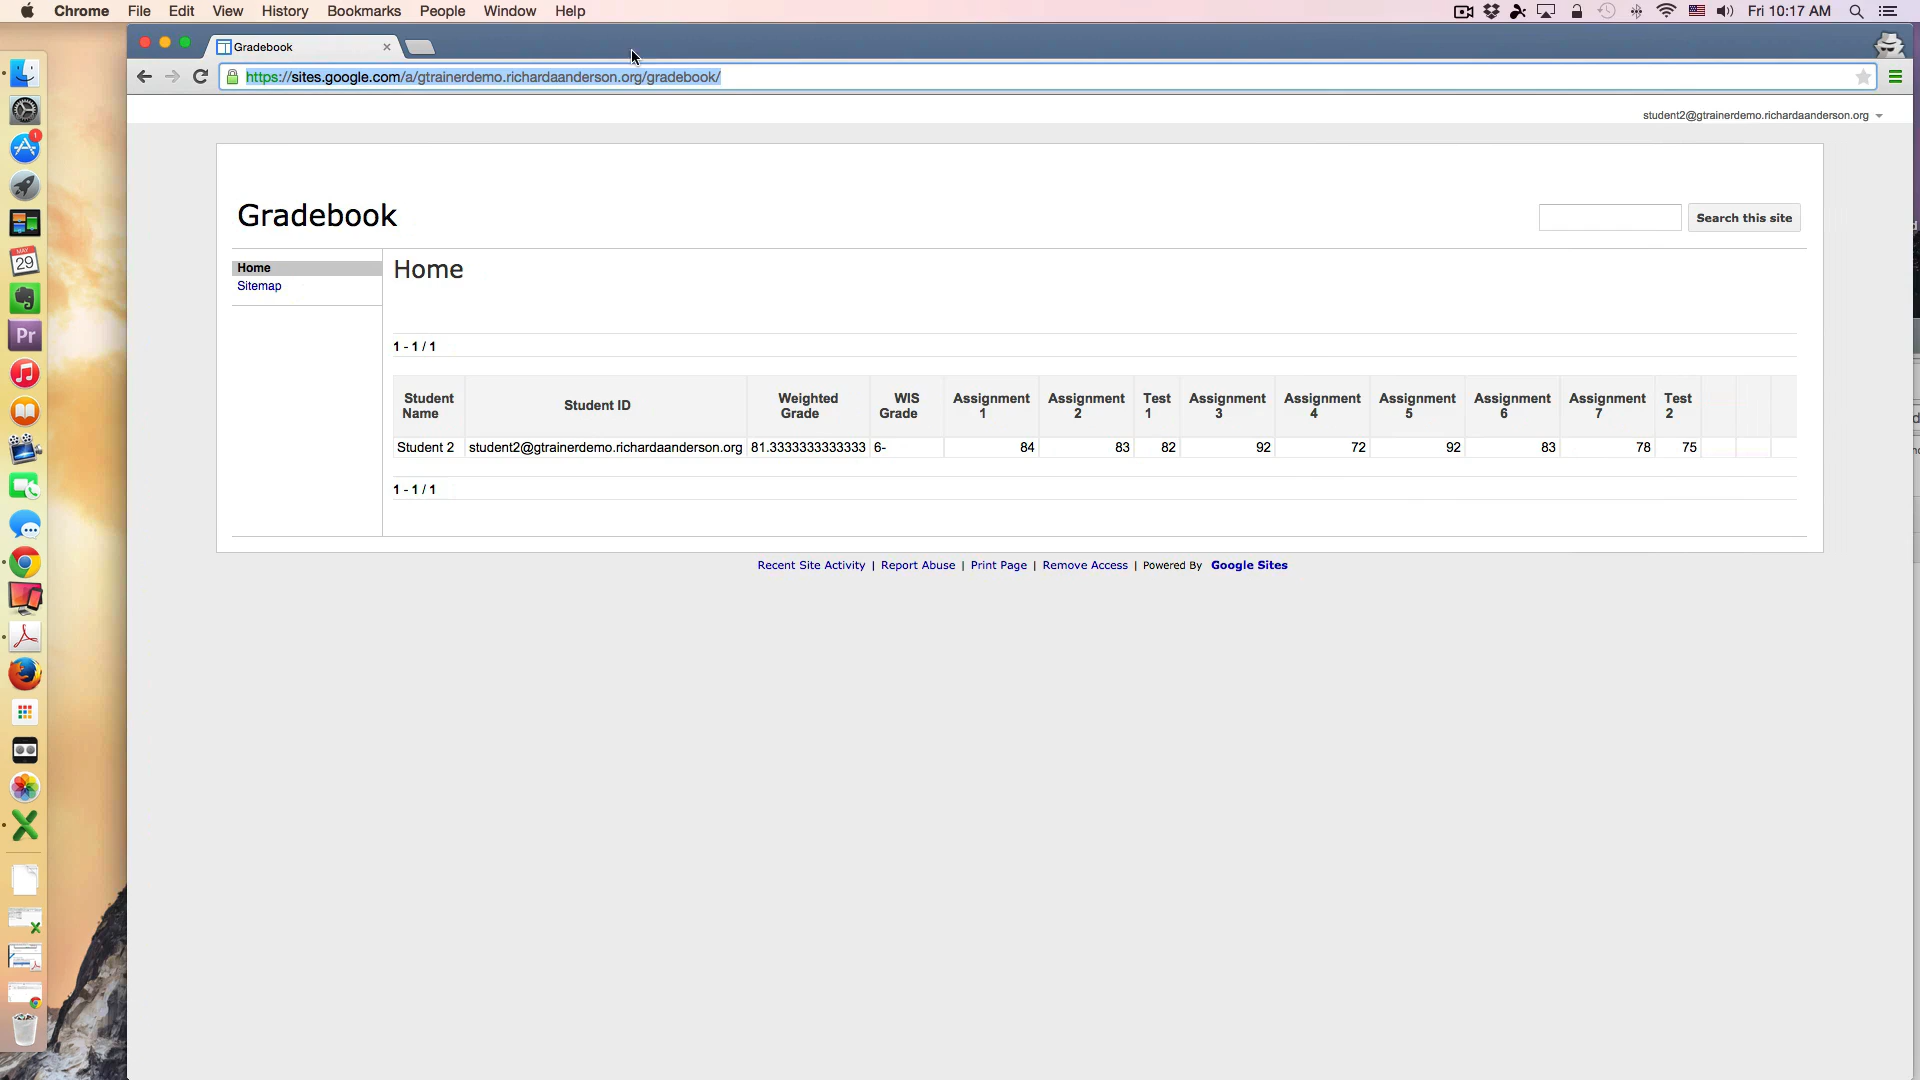 Chrome File Edit View History Bookmarks People Window Help Fri 10:17 AM
Gradebook
https://sites.google.com/a/gtrainerdemo.richardaanderson.org/gradebook/
student2@gtrainerdemo.richardaanderson.org
Gradebook
Search this site
Home
Sitemap
Home
1 - 1 / 1
Student Name Student ID Weighted Grade WIS Grade Assignment 1 Assignment 2 Test 1 Assignment 3 Assignment 4 Assignment 5 Assignment 6 Assignment 7 Test 2
Student 2 student2@gtrainerdemo.richardaanderson.org 81.3333333333333 6- 84 83 82 92 72 92 83 78 75
1 - 1 / 1
Recent Site Activity | Report Abuse | Print Page | Remove Access | Powered By Google Sites
1
MAY
29
Pr